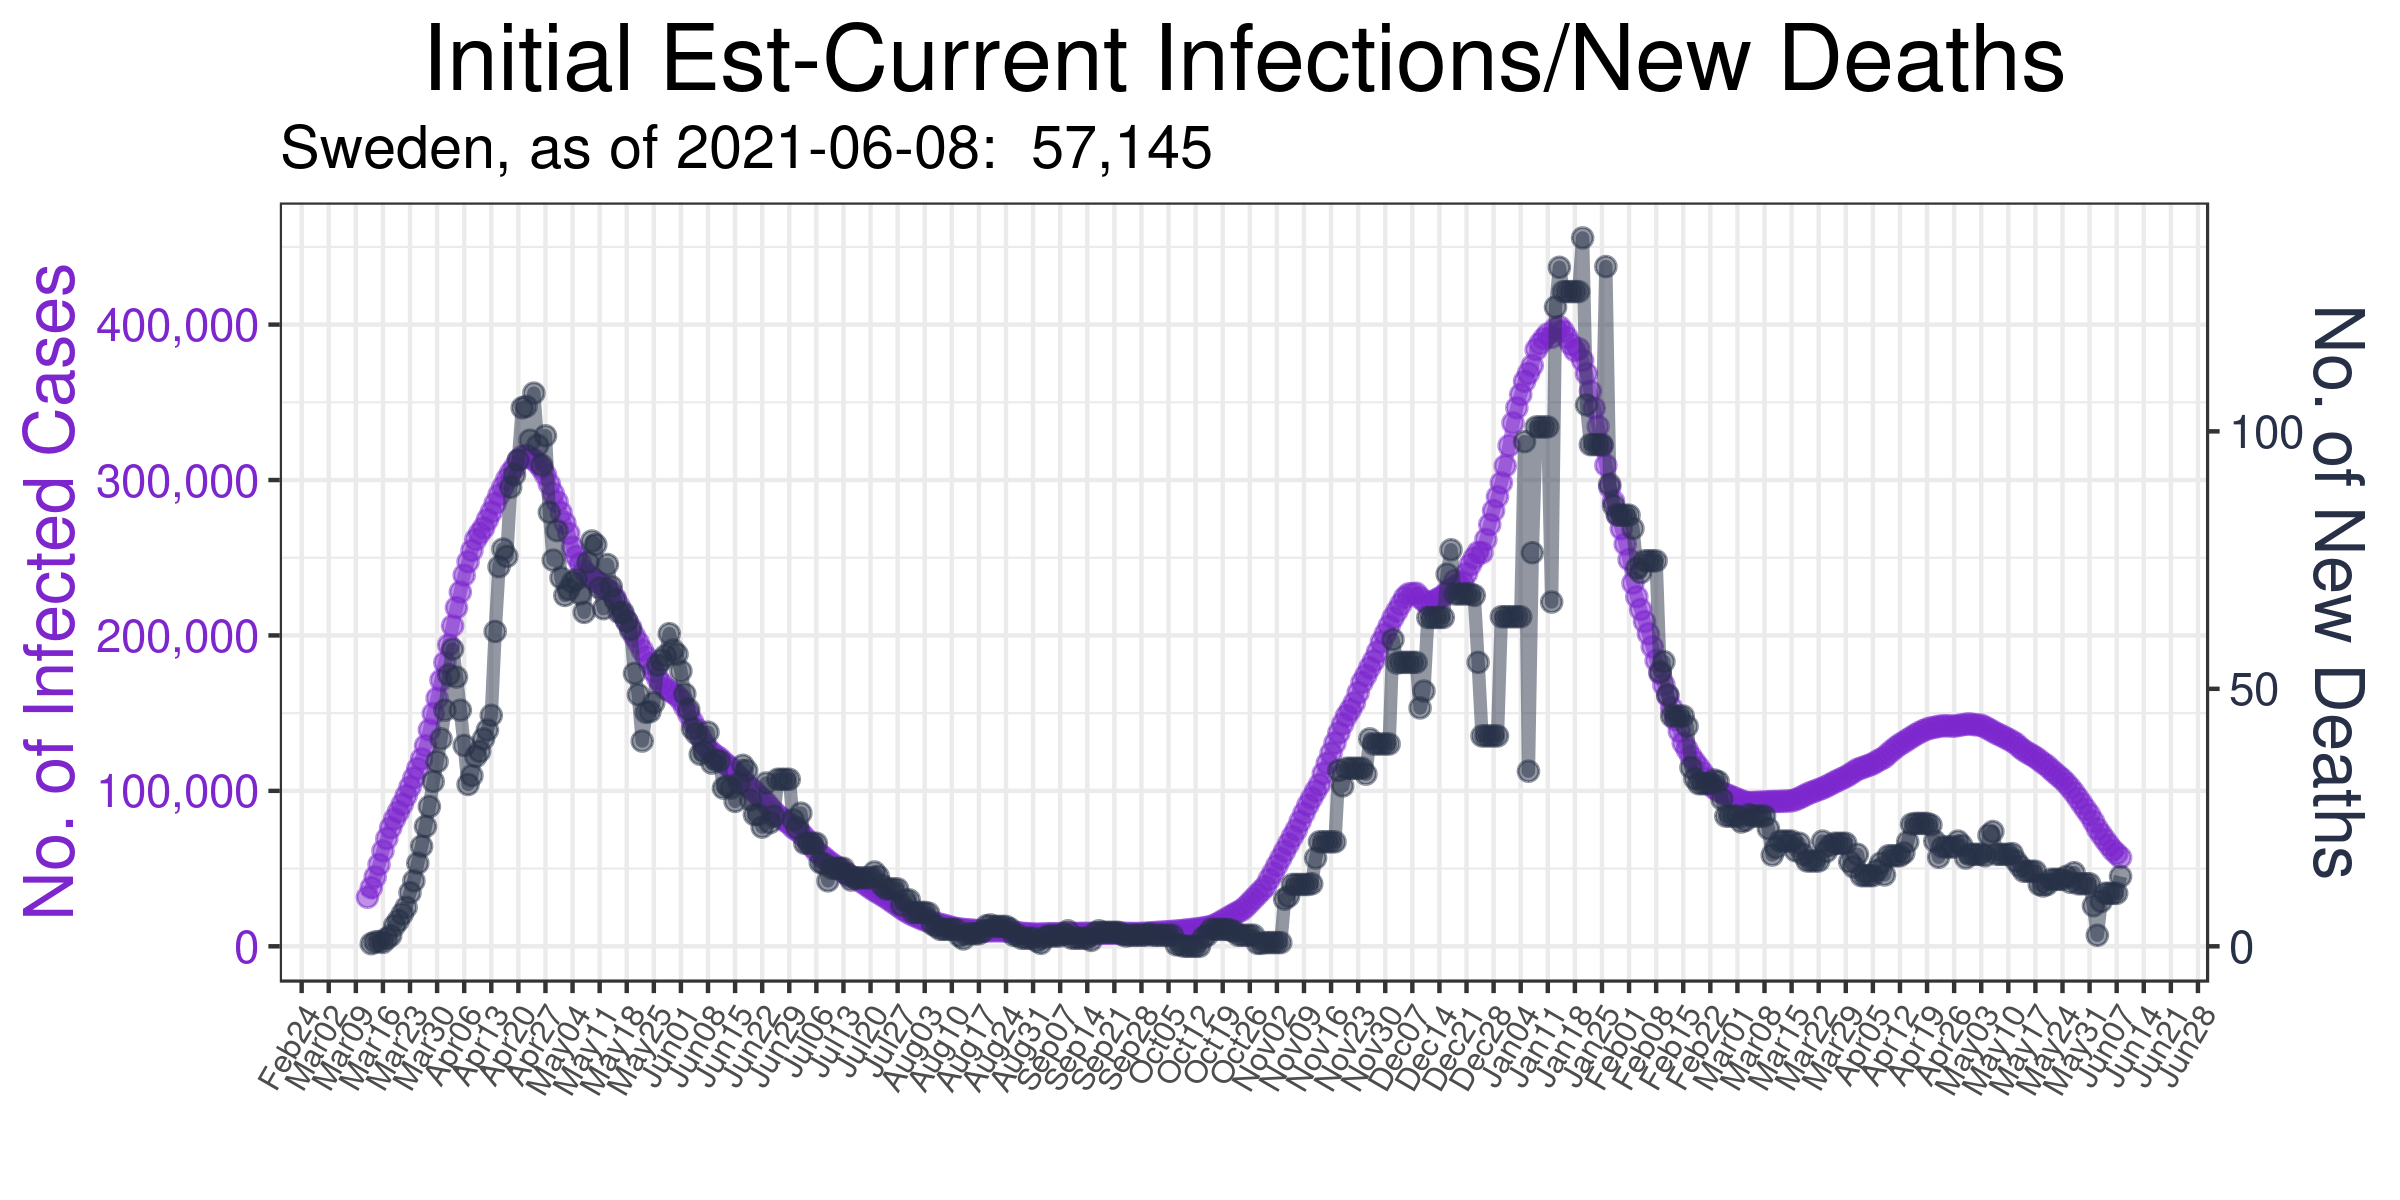 Initial Est-Current Infections/New Deaths
Sweden, as of 2021-06-08:  57,145
No. of Infected Cases
400,000
300,000
200,000
100,000
0
100
50
0
No. of New Deaths
Feb24
Mar02
Mar09
Mar16
Mar23
Mar30
Apr06
Apr13
Apr20
Apr27
May04
May11
May18
May25
Jun01
Jun08
Jun15
Jun22
Jun29
Jul06
Jul13
Jul20
Jul27
Aug03
Aug10
Aug17
Aug24
Aug31
Sep07
Sep14
Sep21
Sep28
Oct05
Oct12
Oct19
Oct26
Nov02
Nov09
Nov16
Nov23
Nov30
Dec07
Dec14
Dec21
Dec28
Jan04
Jan11
Jan18
Jan25
Feb01
Feb08
Feb15
Feb22
Mar01
Mar08
Mar15
Mar22
Mar29
Apr05
Apr12
Apr19
Apr26
May03
May10
May17
May24
May31
Jun07
Jun14
Jun21
Jun28